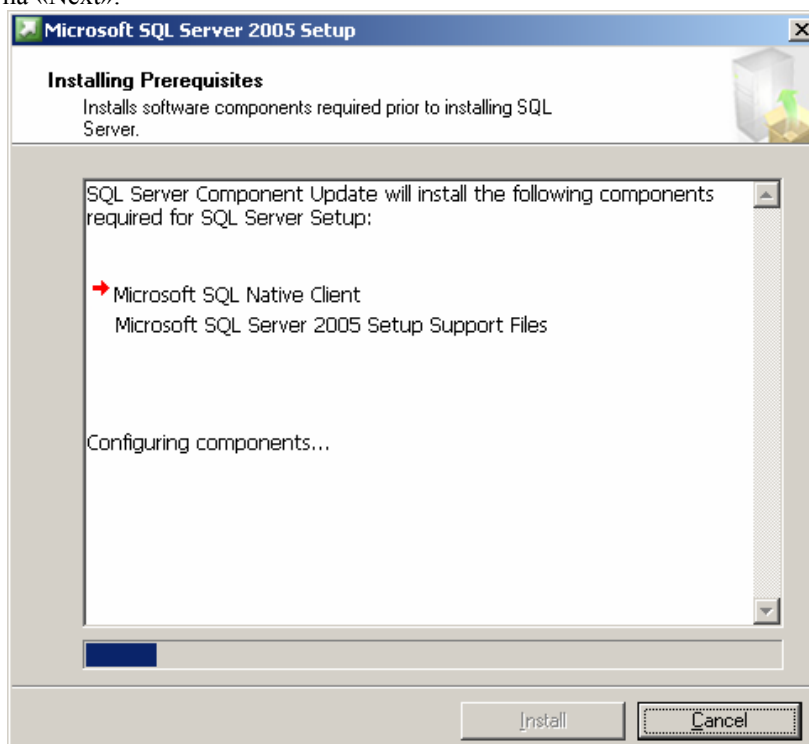 на «Next».
Microsoft SQL Server 2005 Setup
Installing Prerequisites
Installs software components required prior to installing SQL
Server.
SQL Server Component Update will install the following components
required for SQL Server Setup:
Microsoft SQL Native Client
Microsoft SQL Server 2005 Setup Support Files
Configuring components...
Install
Cancel